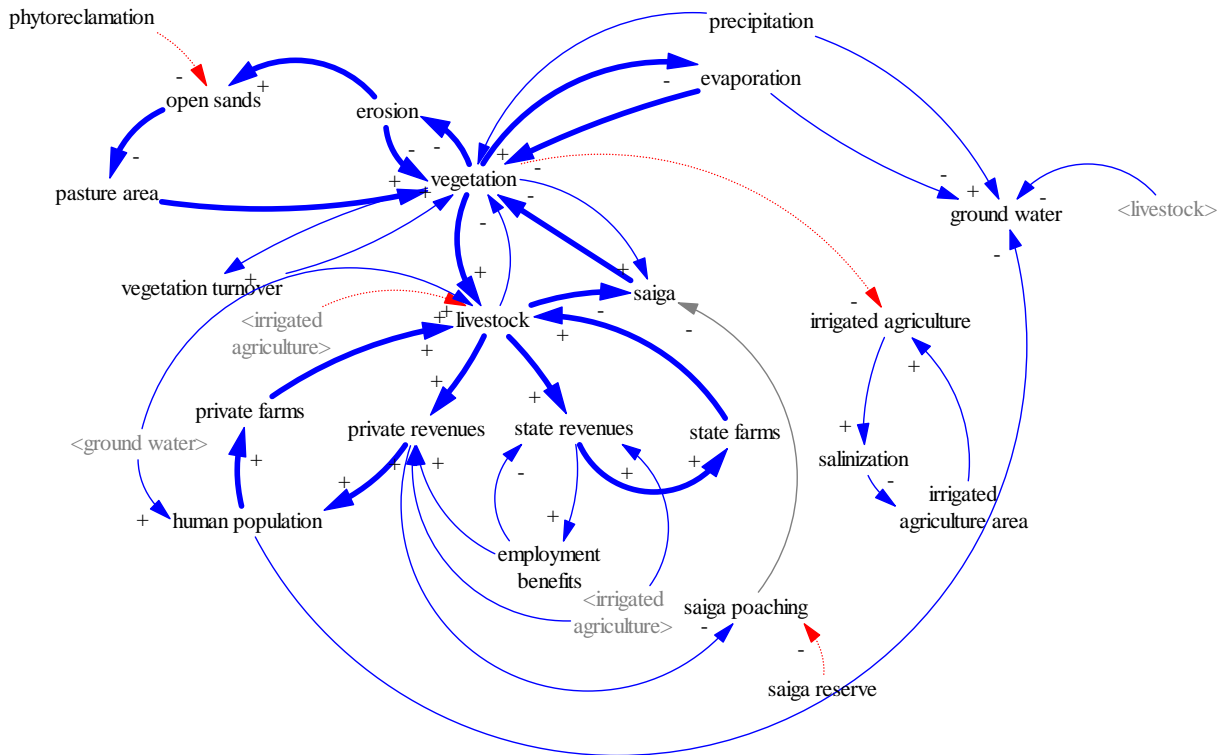 phytoreclamation
precipitation
evaporation
open sands
erosion
vegetation
pasture area
ground water
<livestock>
vegetation turnover
saiga
<irrigated
agriculture>
livestock
irrigated agriculture
private farms
private revenues
state revenues
state farms
<ground water>
salinization
irrigated
agriculture area
human population
employment
benefits
<irrigated
agriculture>
saiga poaching
saiga reserve